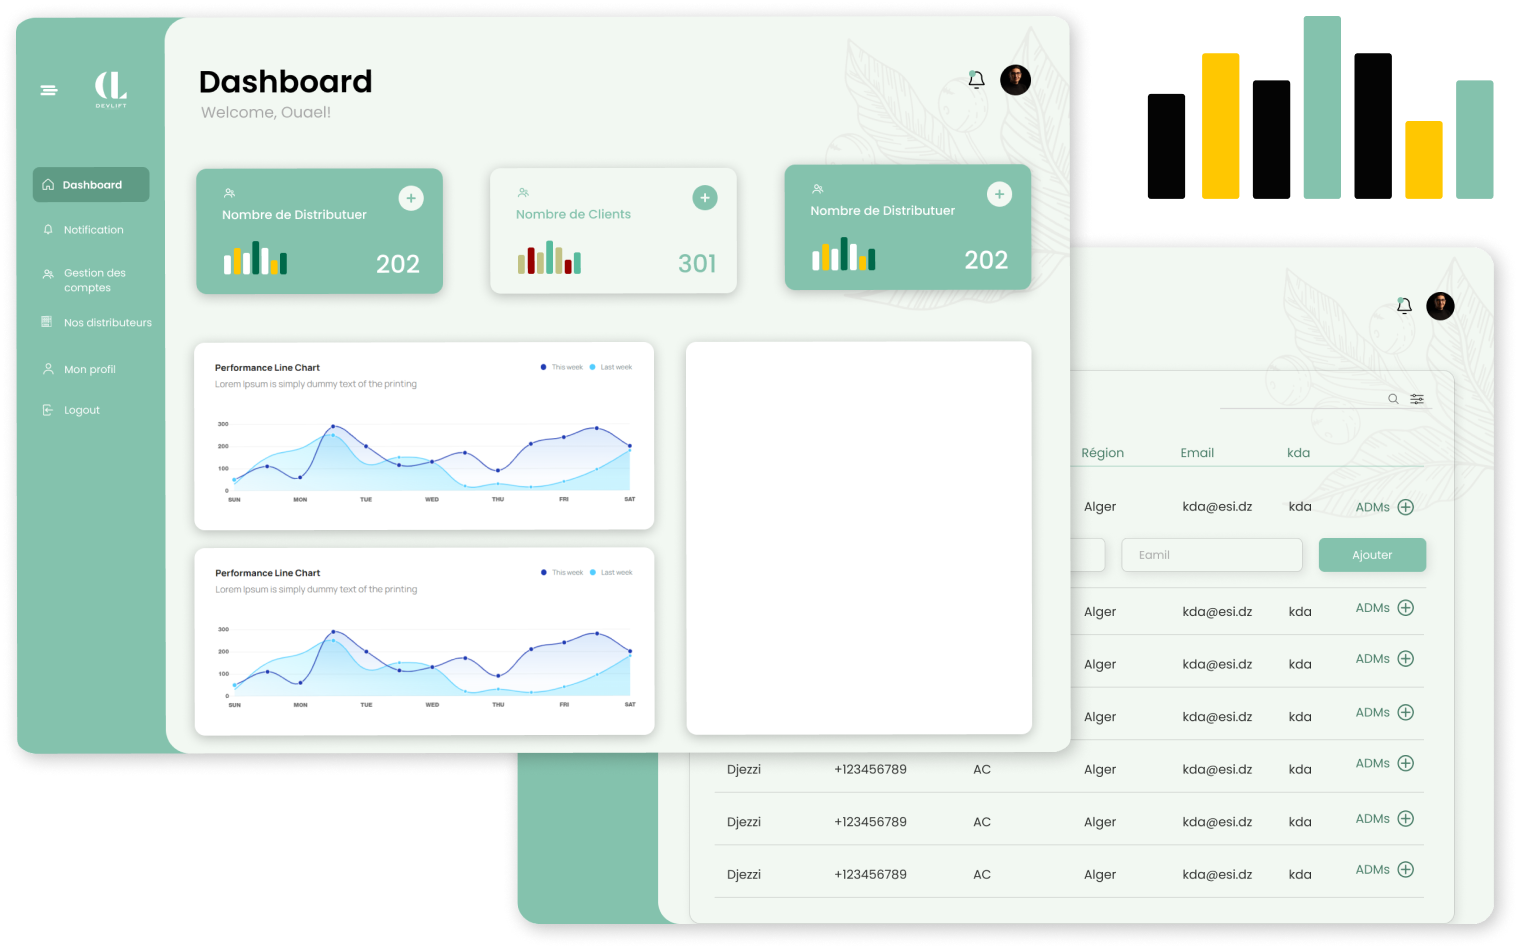 DEVLIFT
Dashboard
Notification
Gestion des
comptes
Nos distributeurs
Mon profil
Logout
Dashboard
Welcome, Ouael!
Nombre de Distributuer
202
Nombre de Clients
301
Nombre de Distributuer
202
Performance Line Chart
This week Last week
Lorem Ipsum is simply dummy text of the printing
300
200
100
0
SUN MON TUE WED THU FRI SAT
Performance Line Chart
This week Last week
Lorem Ipsum is simply dummy text of the printing
300
200
100
0
SUN MON TUE WED THU FRI SAT
Région Email kda
Alger kda@esi.dz kda ADMs
Eamil Ajouter
Alger kda@esi.dz kda ADMs
Alger kda@esi.dz kda ADMs
Alger kda@esi.dz kda ADMs
Djezzi +123456789 AC Alger kda@esi.dz kda ADMs
Djezzi +123456789 AC Alger kda@esi.dz kda ADMs
Djezzi +123456789 AC Alger kda@esi.dz kda ADMs